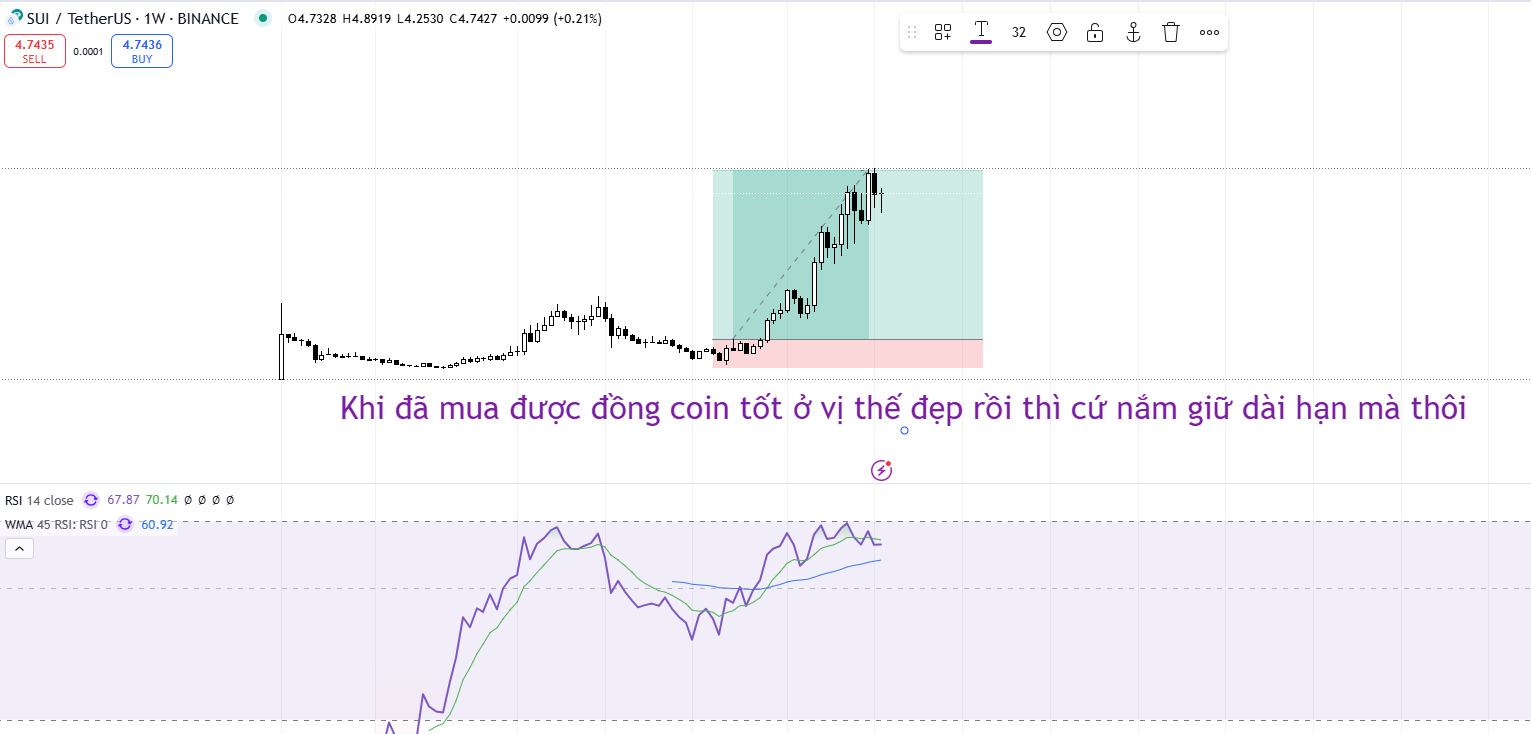 SUI / TetherUS · 1W · BINANCE O4.7328 H4.8919 L4.2530 C4.7427 +0.0099 (+0.21%)
4.7435 SELL 0.0001 4.7436 BUY
32
Khi đã mua được đồng coin tốt ở vị thế đẹp rồi thì cứ nắm giữ dài hạn mà thôi
RSI 14 close 67.87 70.14 Ø Ø Ø Ø
WMA 45 RSI: RSI 0 60.92